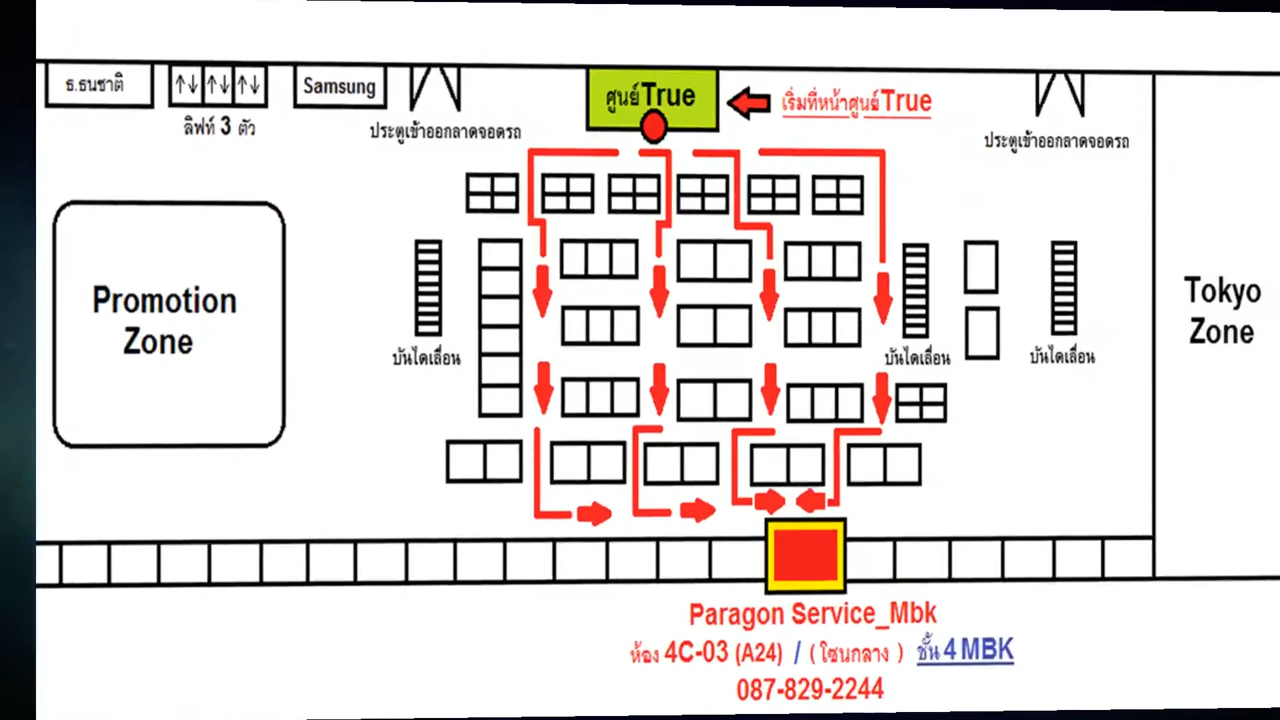 ธ.ธนชาติ
Samsung
ลิฟท์ 3 ตัว
ประตูเข้าออกลาดจอดรถ
ศูนย์True
เริ่มที่หน้าศูนย์True
ประตูเข้าออกลาดจอดรถ
Promotion
Zone
บันไดเลื่อน
บันไดเลื่อน
บันไดเลื่อน
Tokyo
Zone
Paragon Service_Mbk
ห้อง 4C-03 (A24) / ( โซนกลาง ) ชั้น 4 MBK
087-829-2244